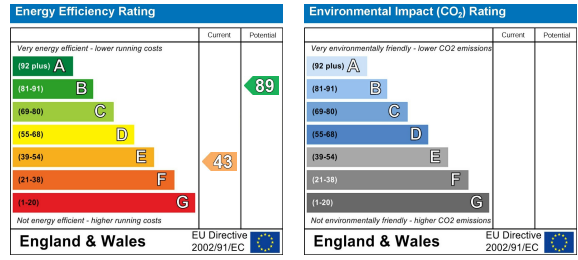 Energy Efficiency Rating
Current Potential
Very energy efficient - lower running costs
(92 plus) A
(81-91) B
89
(69-80) C
(55-68) D
(39-54) E
43
(21-38) F
(1-20) G
Not energy efficient - higher running costs
England & Wales
EU Directive
2002/91/EC
Environmental Impact (CO2) Rating
Current Potential
Very environmentally friendly - lower CO2 emissions
(92 plus) A
(81-91) B
(69-80) C
(55-68) D
(39-54) E
(21-38) F
(1-20) G
Not environmentally friendly - higher CO2 emissions
England & Wales
EU Directive
2002/91/EC